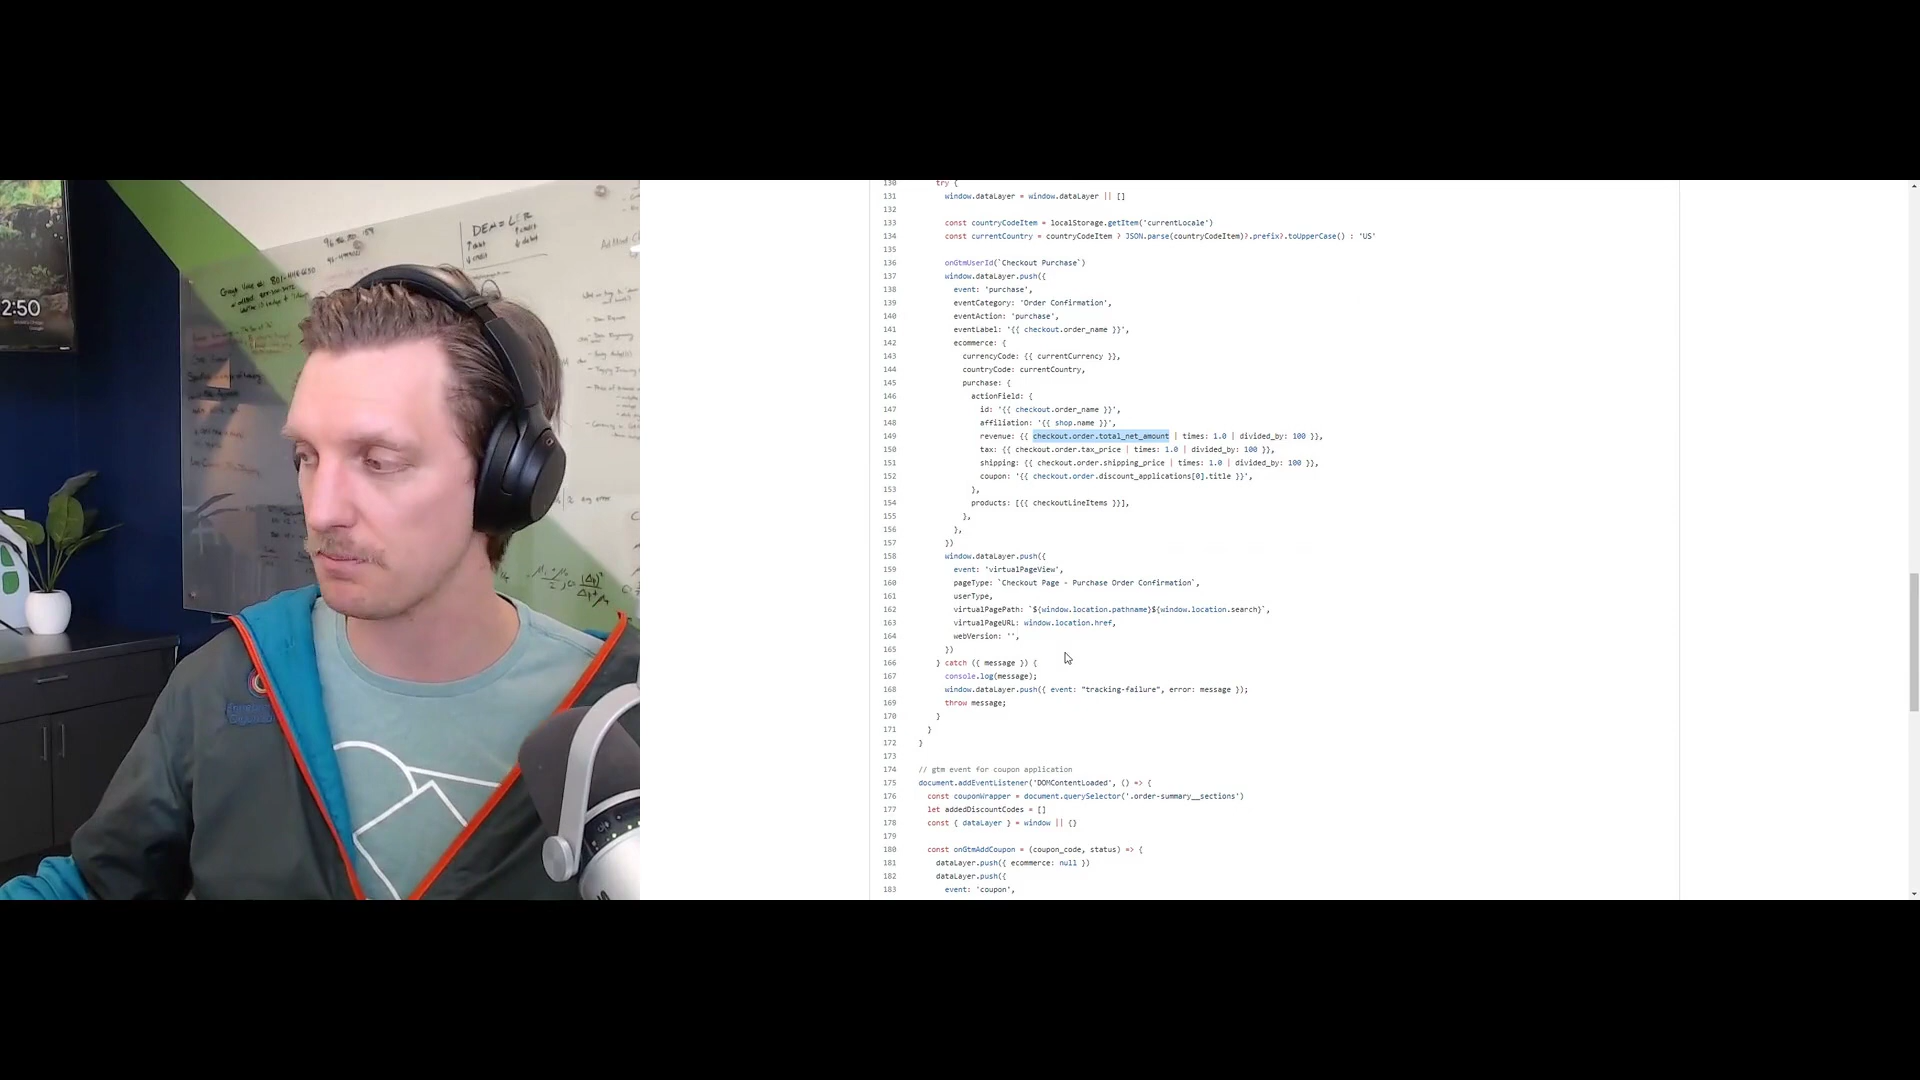 2:50
DEM = L E R
130 try {
131 window.dataLayer = window.dataLayer || []
132
133 const countryCodeItem = localStorage.getItem('currentLocale')
134 const currentCountry = countryCodeItem ? JSON.parse(countryCodeItem)?.prefix?.toUpperCase() : 'US'
135
136 onGtmUserId(`Checkout Purchase`)
137 window.dataLayer.push({
138 event: 'purchase',
139 eventCategory: 'Order Confirmation',
140 eventAction: 'purchase',
141 eventLabel: '{{ checkout.order_name }}',
142 ecommerce: {
143 currencyCode: {{ currentCurrency }},
144 countryCode: currentCountry,
145 purchase: {
146 actionField: {
147 id: '{{ checkout.order_name }}',
148 affiliation: '{{ shop.name }}',
149 revenue: {{ checkout.order.total_net_amount | times: 1.0 | divided_by: 100 }},
150 tax: {{ checkout.order.tax_price | times: 1.0 | divided_by: 100 }},
151 shipping: {{ checkout.order.shipping_price | times: 1.0 | divided_by: 100 }},
152 coupon: '{{ checkout.order.discount_applications[0].title }}',
153 },
154 products: [{{ checkoutLineItems }}],
155 },
156 },
157 })
158 window.dataLayer.push({
159 event: 'virtualPageView',
160 pageType: `Checkout Page - Purchase Order Confirmation`,
161 userType,
162 virtualPagePath: `${window.location.pathname}${window.location.search}`,
163 virtualPageURL: window.location.href,
164 webVersion: '',
165 })
166 } catch ({ message }) {
167 console.log(message);
168 window.dataLayer.push({ event: "tracking-failure", error: message });
169 throw message;
170 }
171 }
172 }
173
174 // gtm event for coupon application
175 document.addEventListener('DOMContentLoaded', () => {
176 const couponWrapper = document.querySelector('.order-summary__sections')
177 let addedDiscountCodes = []
178 const { dataLayer } = window || {}
179
180 const onGtmAddCoupon = (coupon_code, status) => {
181 dataLayer.push({ ecommerce: null })
182 dataLayer.push({
183 event: 'coupon',